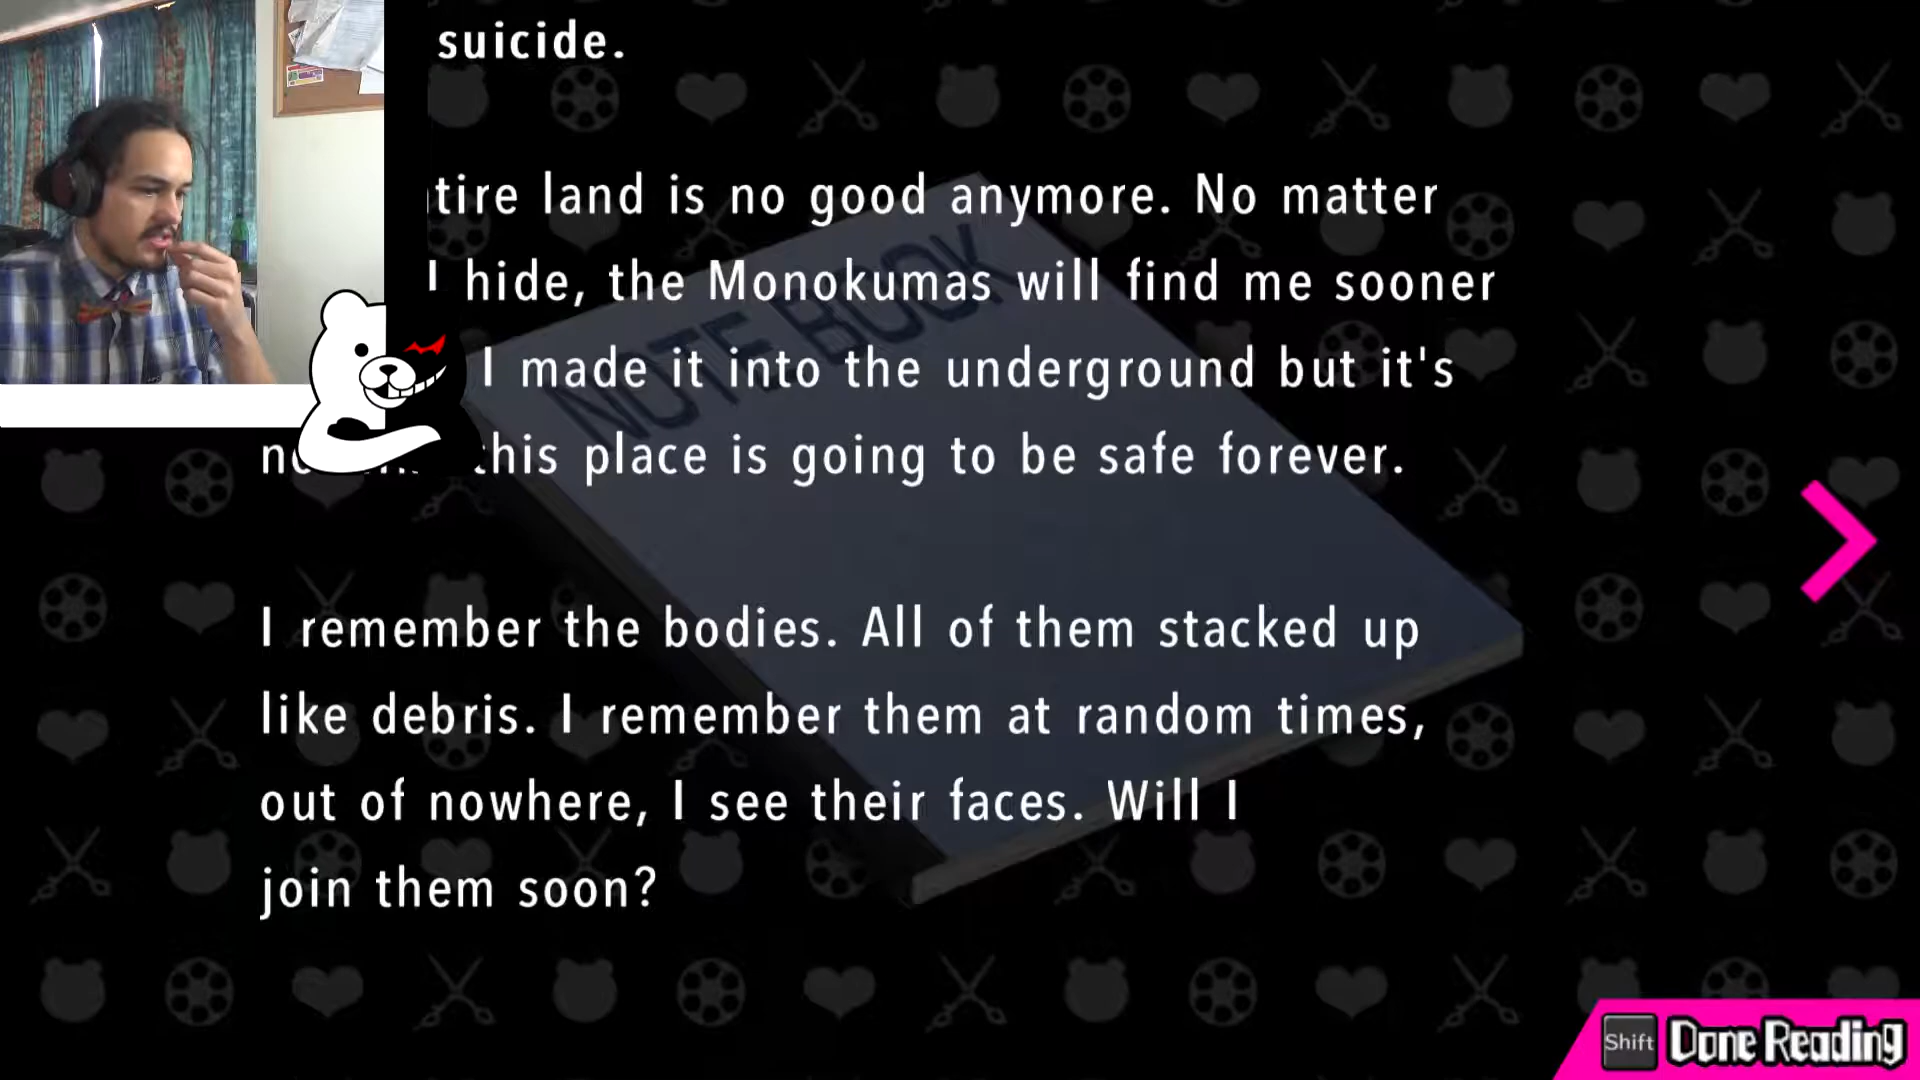 suicide.
tire land is no good anymore. No matter
I hide, the Monokumas will find me sooner
I made it into the underground but it's
this place is going to be safe forever.
I remember the bodies. All of them stacked up
like debris. I remember them at random times,
out of nowhere, I see their faces. Will I
join them soon?
NOTE BOOK
Shift Done Reading